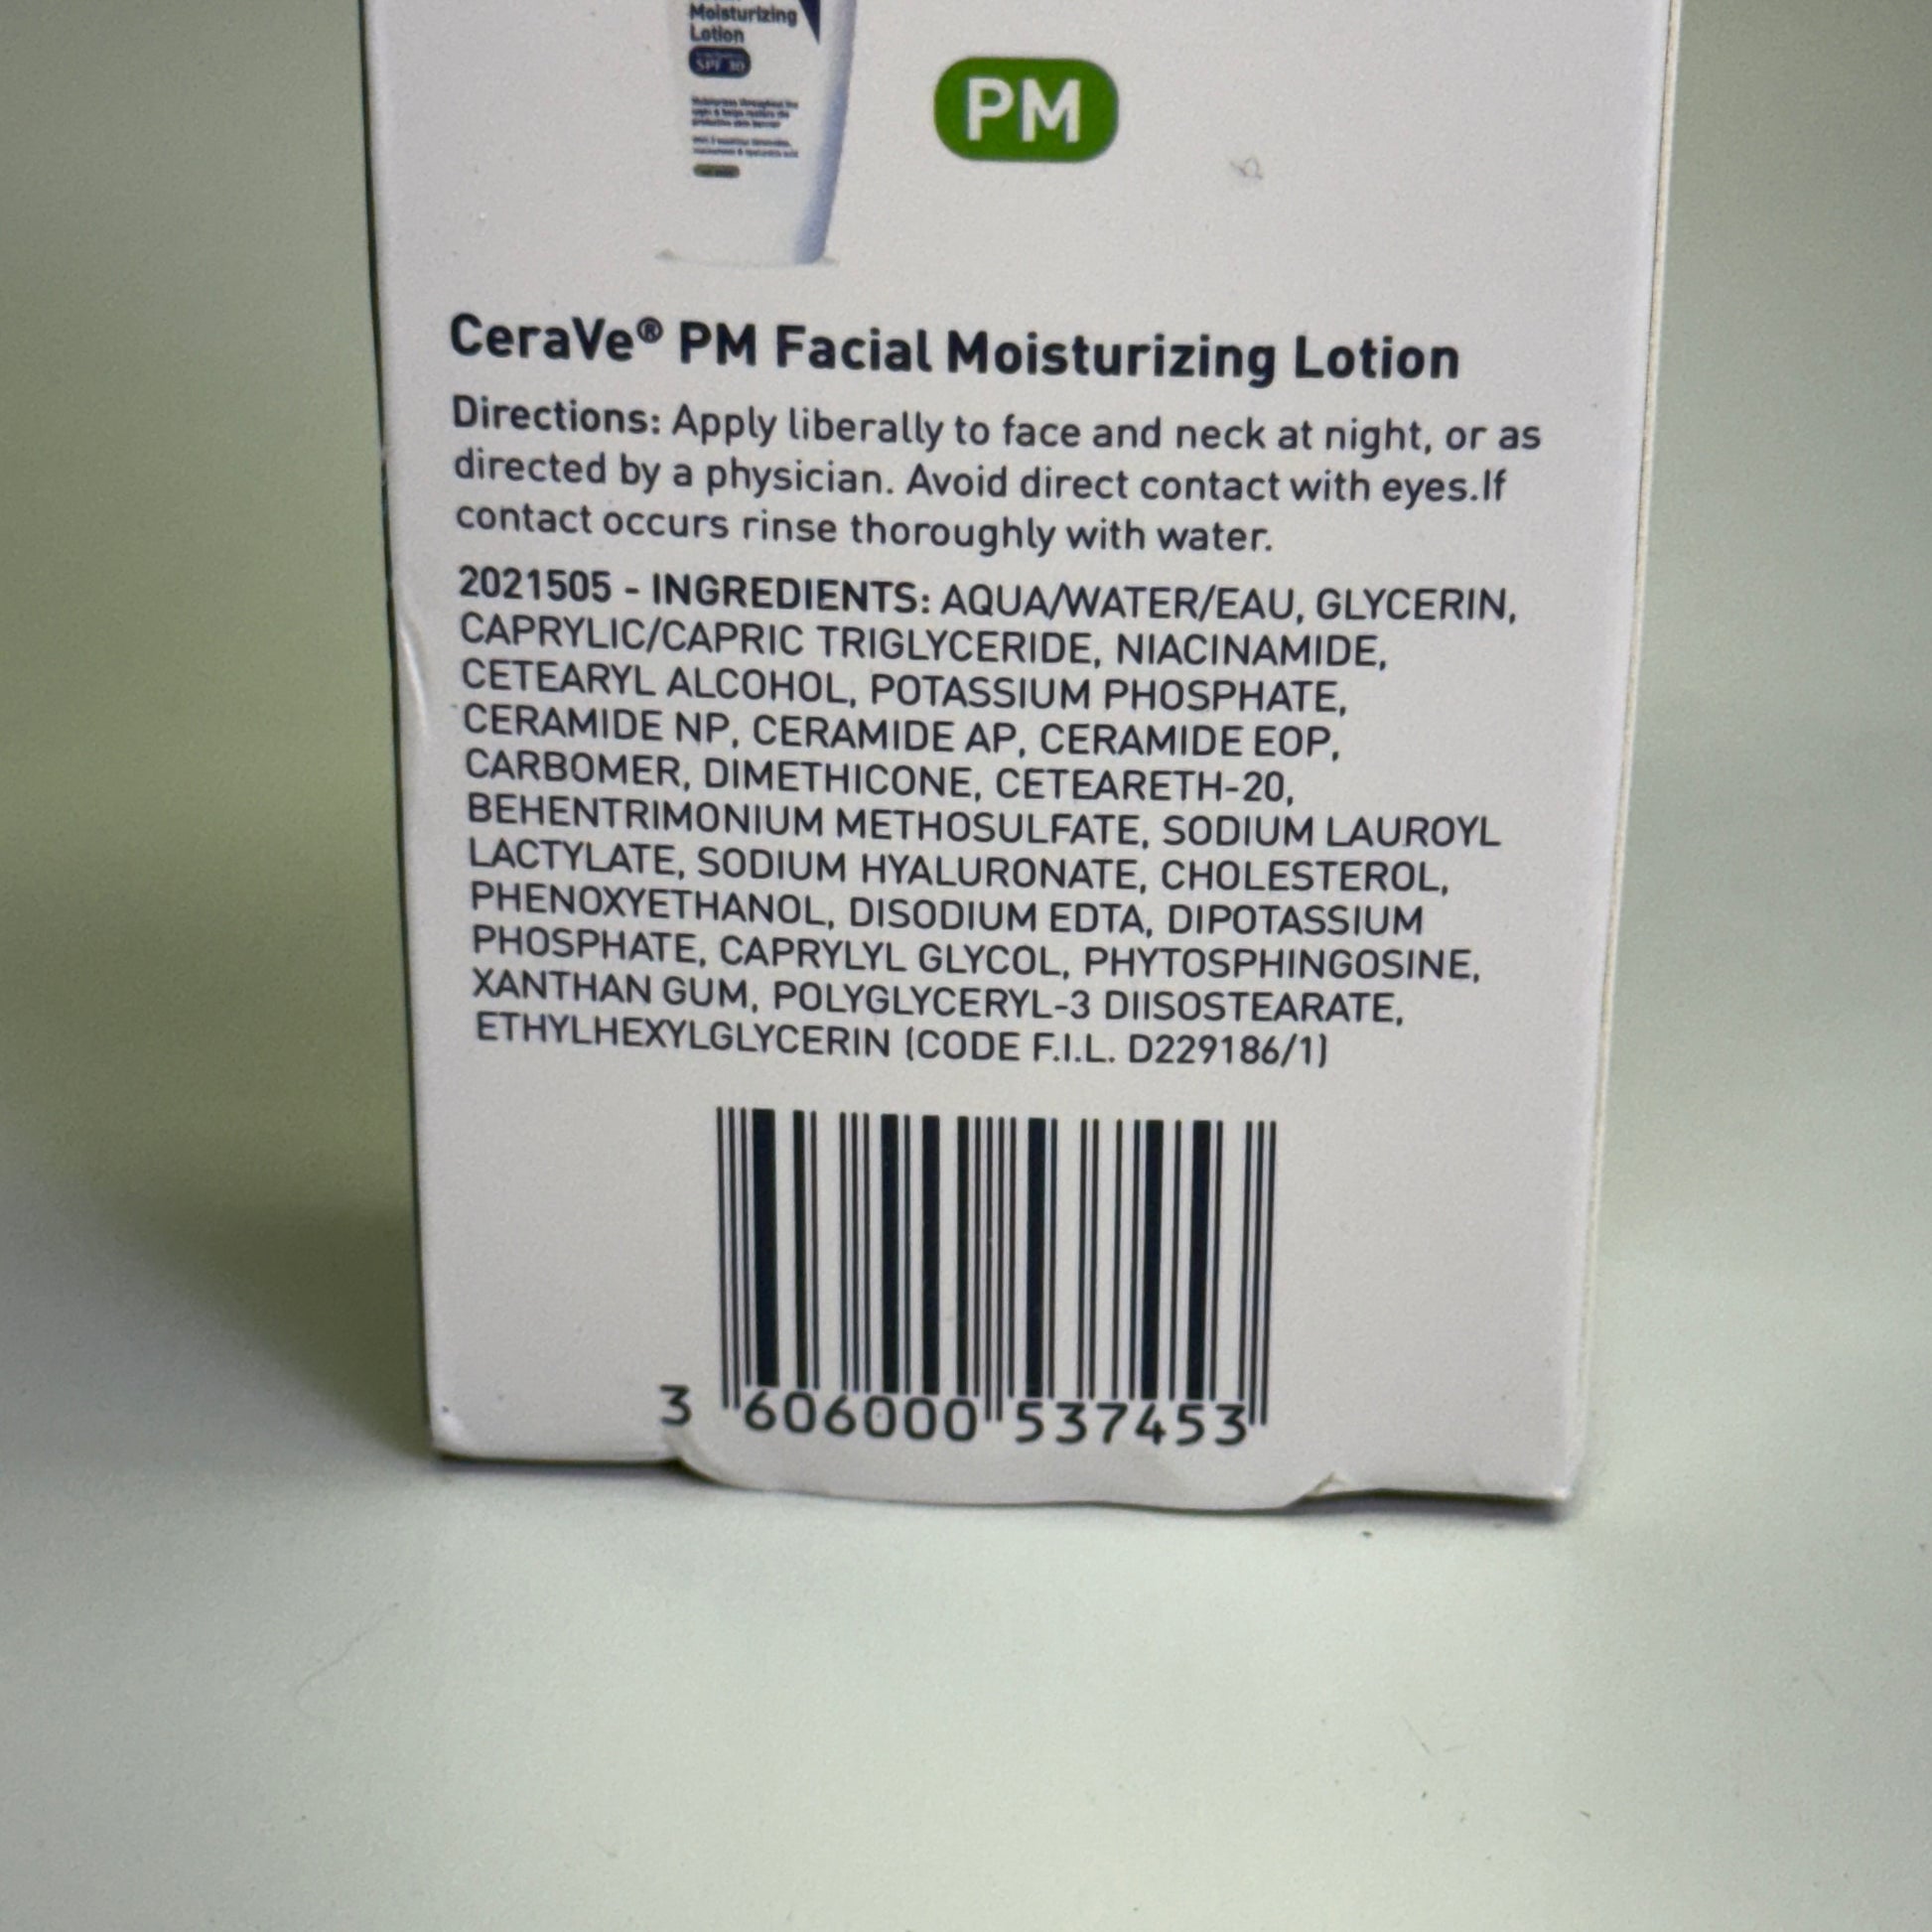 Moisturizing
Lotion
SPF 30
PM
CeraVe® PM Facial Moisturizing Lotion
Directions: Apply liberally to face and neck at night, or as
directed by a physician. Avoid direct contact with eyes.If
contact occurs rinse thoroughly with water.
2021505 - INGREDIENTS: AQUA/WATER/EAU, GLYCERIN,
CAPRYLIC/CAPRIC TRIGLYCERIDE, NIACINAMIDE,
CETEARYL ALCOHOL, POTASSIUM PHOSPHATE,
CERAMIDE NP, CERAMIDE AP, CERAMIDE EOP,
CARBOMER, DIMETHICONE, CETEARETH-20,
BEHENTRIMONIUM METHOSULFATE, SODIUM LAUROYL
LACTYLATE, SODIUM HYALURONATE, CHOLESTEROL,
PHENOXYETHANOL, DISODIUM EDTA, DIPOTASSIUM
PHOSPHATE, CAPRYLYL GLYCOL, PHYTOSPHINGOSINE,
XANTHAN GUM, POLYGLYCERYL-3 DIISOSTEARATE,
ETHYLHEXYLGLYCERIN (CODE F.I.L. D229186/1)
3 606000 537453